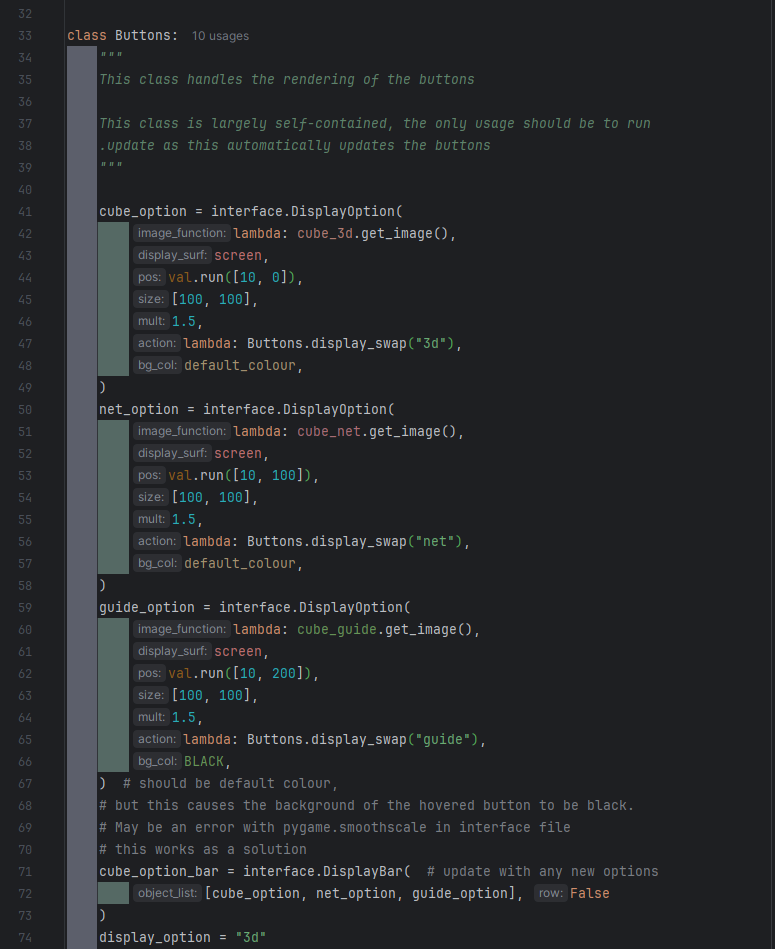 32
33 class Buttons: 10 usages
34 """
35 This class handles the rendering of the buttons
36
37 This class is largely self-contained, the only usage should be to run
38 .update as this automatically updates the buttons
39 """
40
41 cube_option = interface.DisplayOption(
42 image_function: lambda: cube_3d.get_image(),
43 display_surf: screen,
44 pos: val.run([10, 0]),
45 size: [100, 100],
46 mult: 1.5,
47 action: lambda: Buttons.display_swap("3d"),
48 bg_col: default_colour,
49 )
50 net_option = interface.DisplayOption(
51 image_function: lambda: cube_net.get_image(),
52 display_surf: screen,
53 pos: val.run([10, 100]),
54 size: [100, 100],
55 mult: 1.5,
56 action: lambda: Buttons.display_swap("net"),
57 bg_col: default_colour,
58 )
59 guide_option = interface.DisplayOption(
60 image_function: lambda: cube_guide.get_image(),
61 display_surf: screen,
62 pos: val.run([10, 200]),
63 size: [100, 100],
64 mult: 1.5,
65 action: lambda: Buttons.display_swap("guide"),
66 bg_col: BLACK,
67 ) # should be default colour,
68 # but this causes the background of the hovered button to be black.
69 # May be an error with pygame.smoothscale in interface file
70 # this works as a solution
71 cube_option_bar = interface.DisplayBar( # update with any new options
72 object_list: [cube_option, net_option, guide_option], row: False
73 )
74 display_option = "3d"